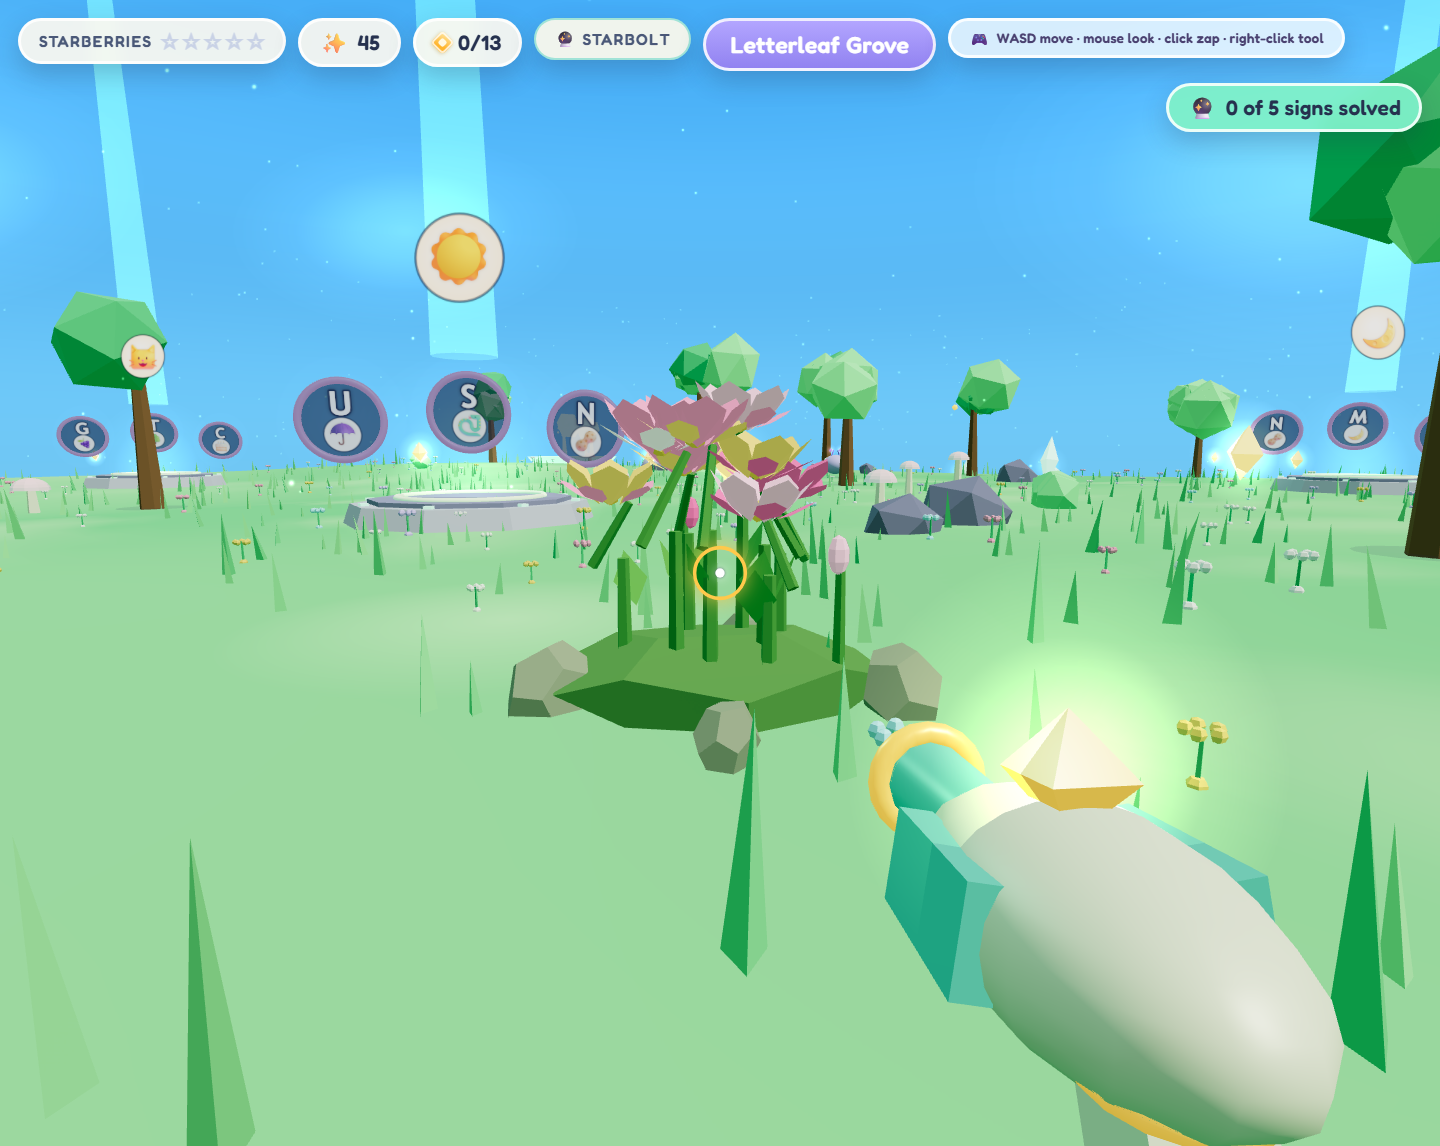 STARBERRIES
45
0/13
STARBOLT
Letterleaf Grove
WASD move · mouse look · click zap · right-click tool
0 of 5 signs solved
U
S
N
G
T
C
N
M